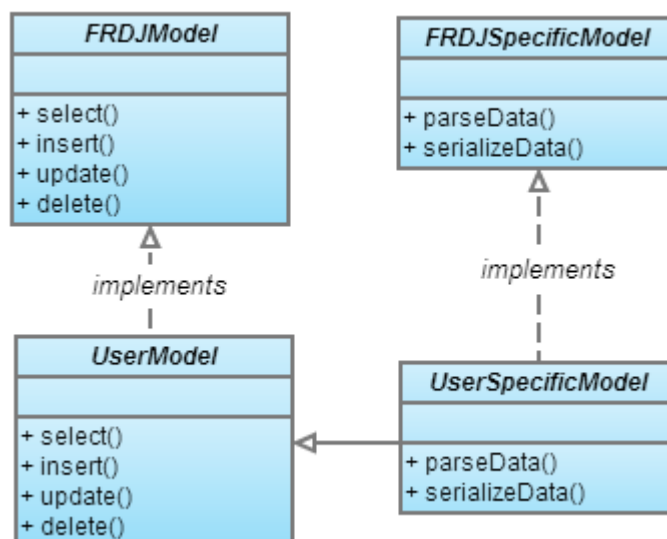 FRDJModel
+ select()
+ insert()
+ update()
+ delete()
FRDJSpecificModel
+ parseData()
+ serializeData()
implements
implements
UserModel
+ select()
+ insert()
+ update()
+ delete()
UserSpecificModel
+ parseData()
+ serializeData()